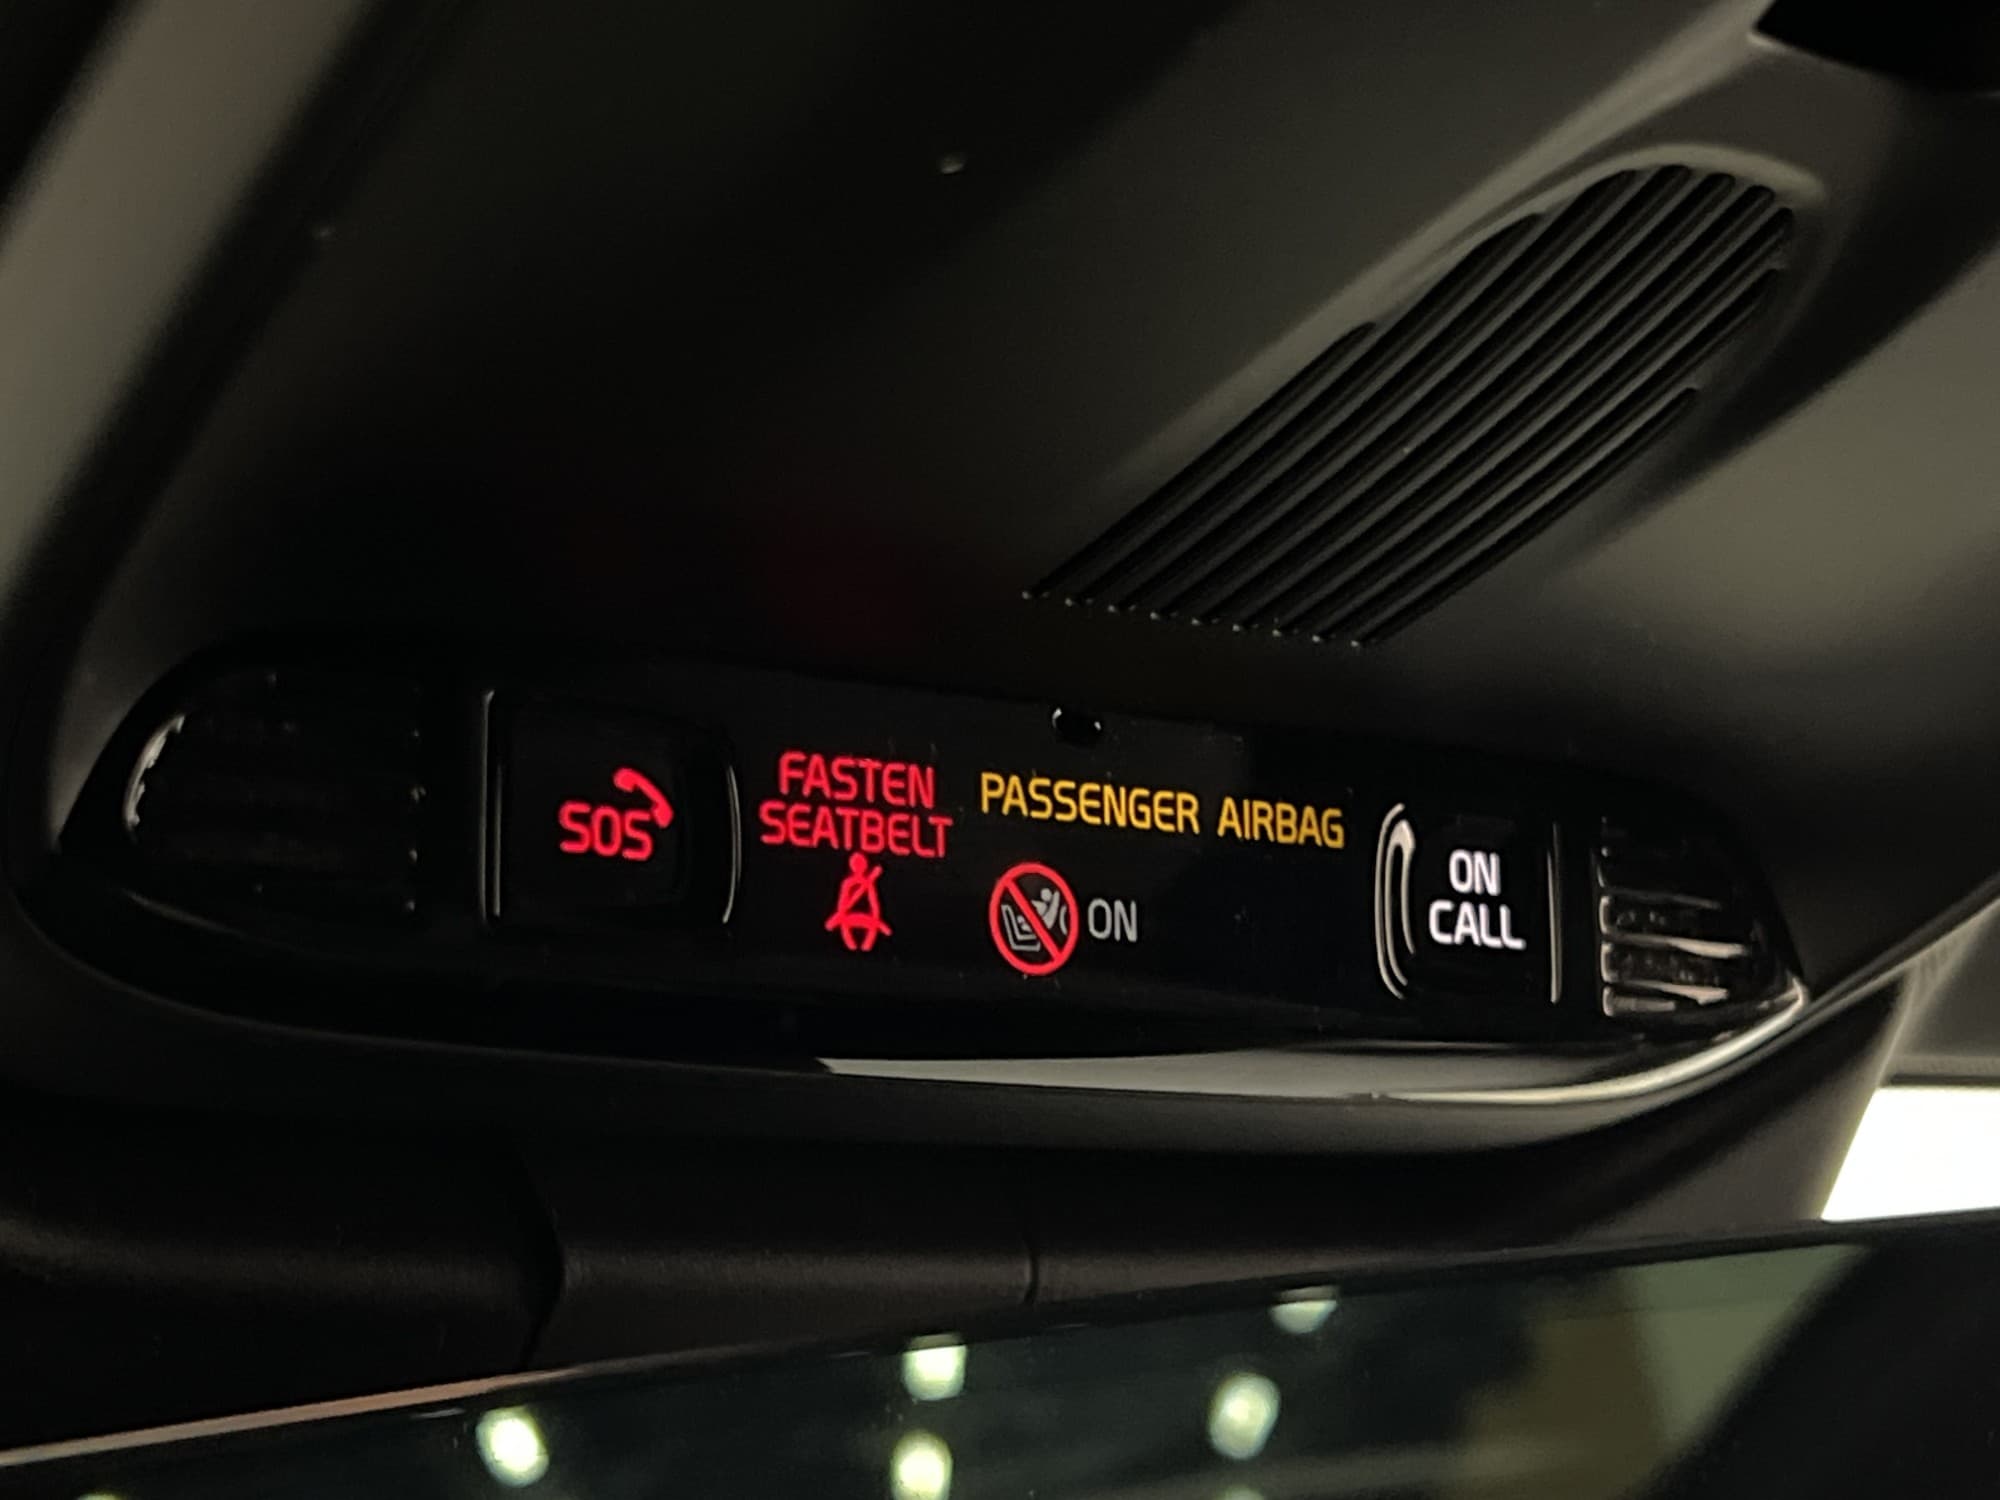 SOS
FASTEN
SEATBELT
PASSENGER AIRBAG
ON
ON
CALL